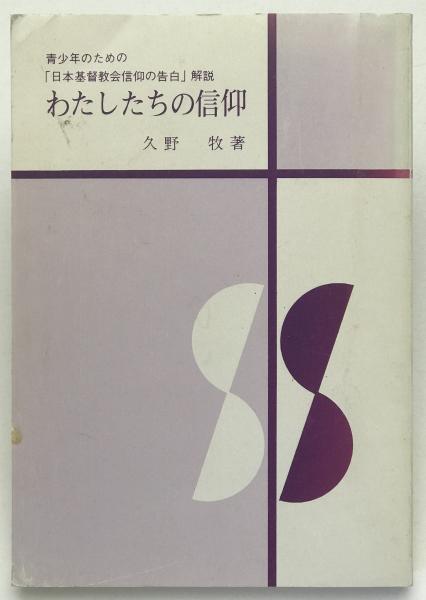 青少年のための
「日本基督教会信仰の告白」解説
わたしたちの信仰
久野 牧著